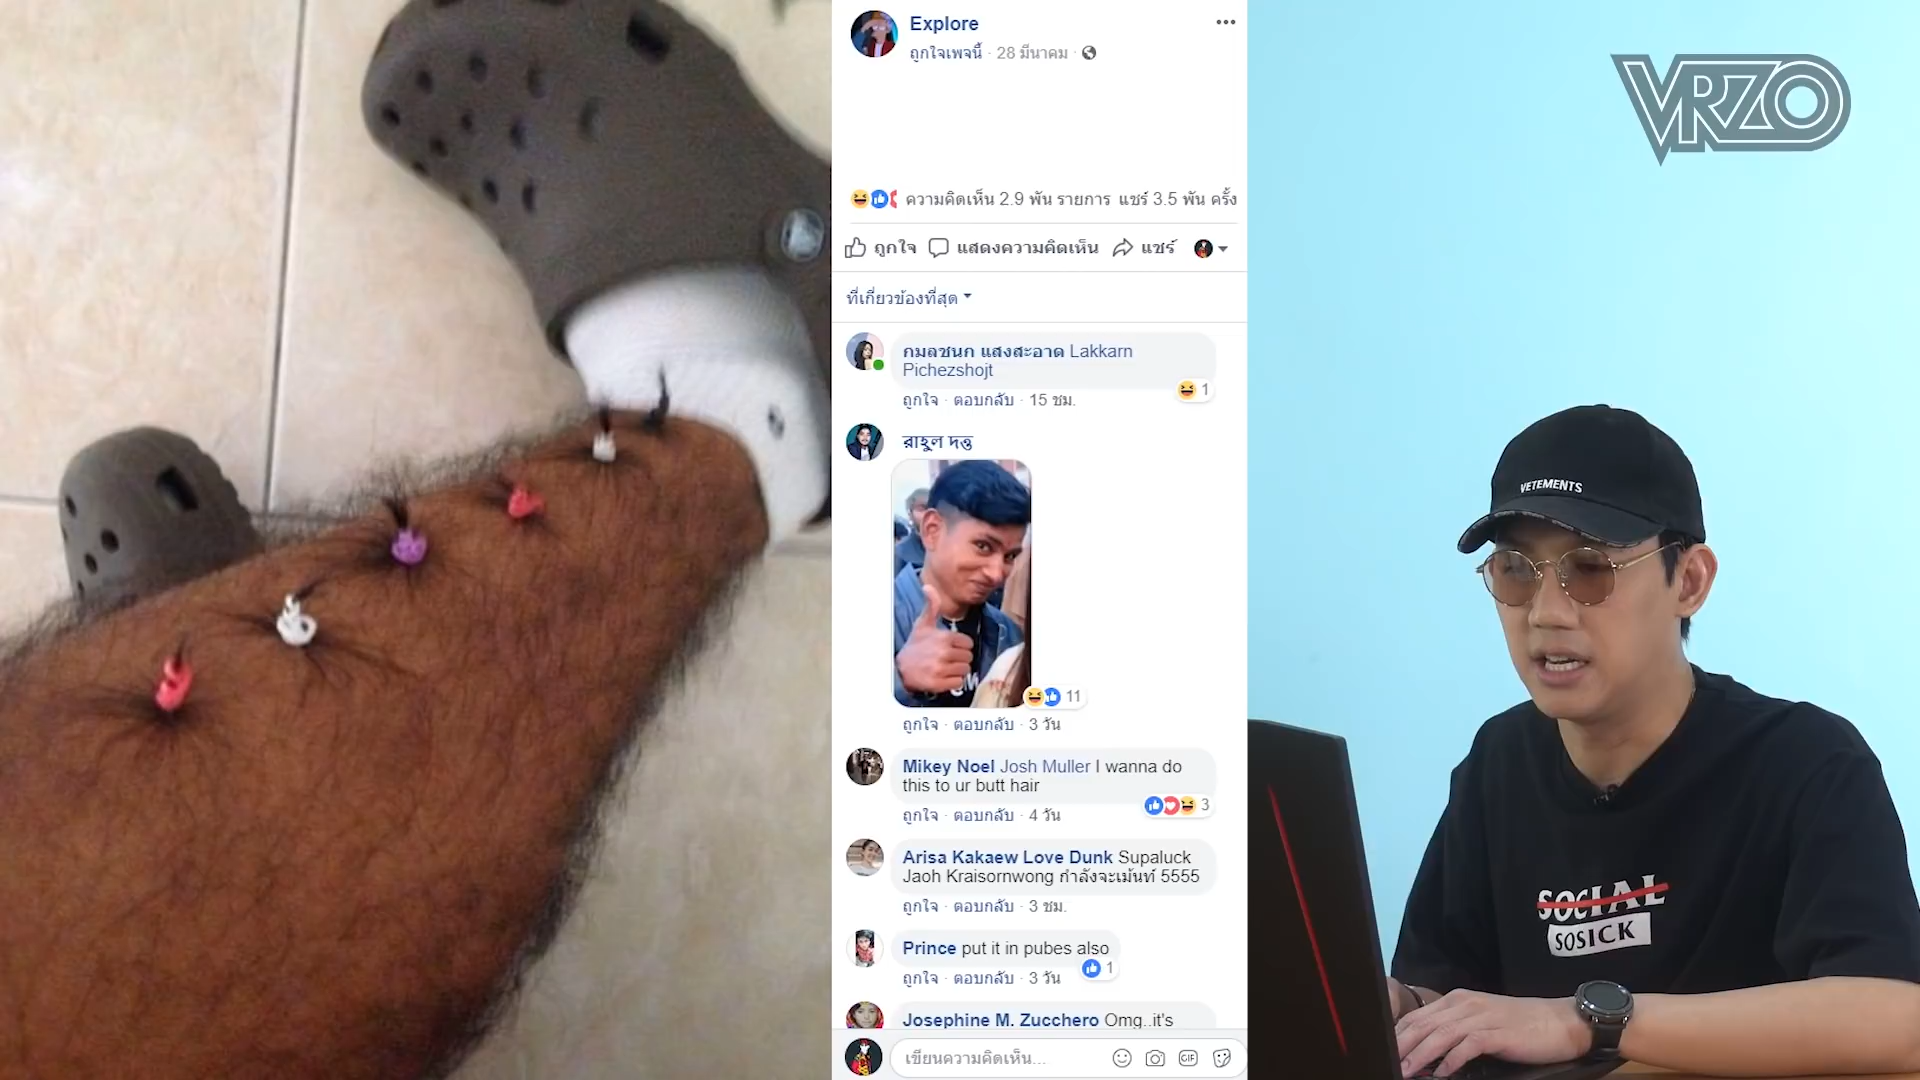 Explore
ถูกใจเพจนี้ · 28 มีนาคม ·
ความคิดเห็น 2.9 พัน รายการ แชร์ 3.5 พัน ครั้ง
ถูกใจ แสดงความคิดเห็น แชร์
ที่เกี่ยวข้องที่สุด
กมลชนก แสงสะอาด Lakkarn
Pichezshojt
1
ถูกใจ · ตอบกลับ · 15 ชม.
রাহুল দত্ত
11
ถูกใจ · ตอบกลับ · 3 วัน
Mikey Noel Josh Muller I wanna do
this to ur butt hair
3
ถูกใจ · ตอบกลับ · 4 วัน
Arisa Kakaew Love Dunk Supaluck
Jaoh Kraisornwong กำลังจะเม้นท์ 5555
ถูกใจ · ตอบกลับ · 3 ชม.
Prince put it in pubes also
1
ถูกใจ · ตอบกลับ · 3 วัน
Josephine M. Zucchero Omg..it's
เขียนความคิดเห็น...
GIF
VRZO
VETEMENTS
SOCIAL
SOSICK